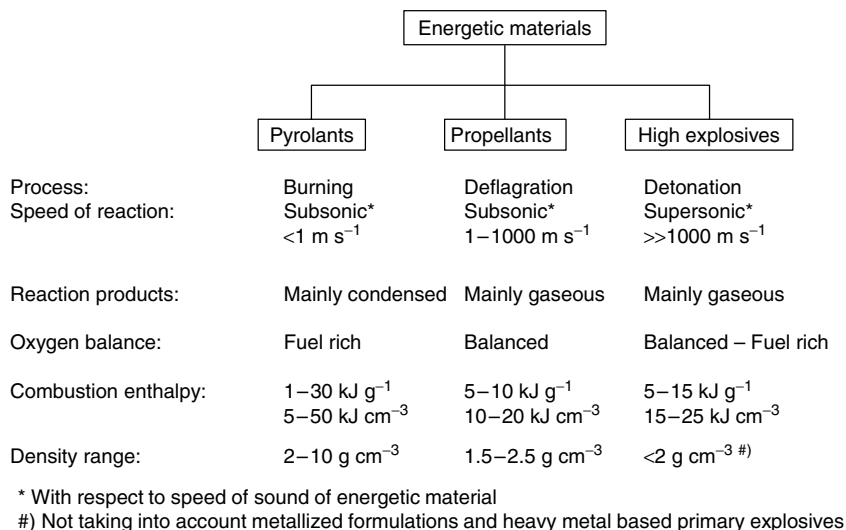 Energetic materials
Pyrolants Propellants High explosives
Process: Burning Deflagration Detonation
Speed of reaction: Subsonic* Subsonic* Supersonic*
<1 m s⁻¹ 1–1000 m s⁻¹ >>1000 m s⁻¹
Reaction products: Mainly condensed Mainly gaseous Mainly gaseous
Oxygen balance: Fuel rich Balanced Balanced – Fuel rich
Combustion enthalpy: 1–30 kJ g⁻¹ 5–10 kJ g⁻¹ 5–15 kJ g⁻¹
5–50 kJ cm⁻³ 10–20 kJ cm⁻³ 15–25 kJ cm⁻³
Density range: 2–10 g cm⁻³ 1.5–2.5 g cm⁻³ <2 g cm⁻³ #)
* With respect to speed of sound of energetic material
#) Not taking into account metallized formulations and heavy metal based primary explosives